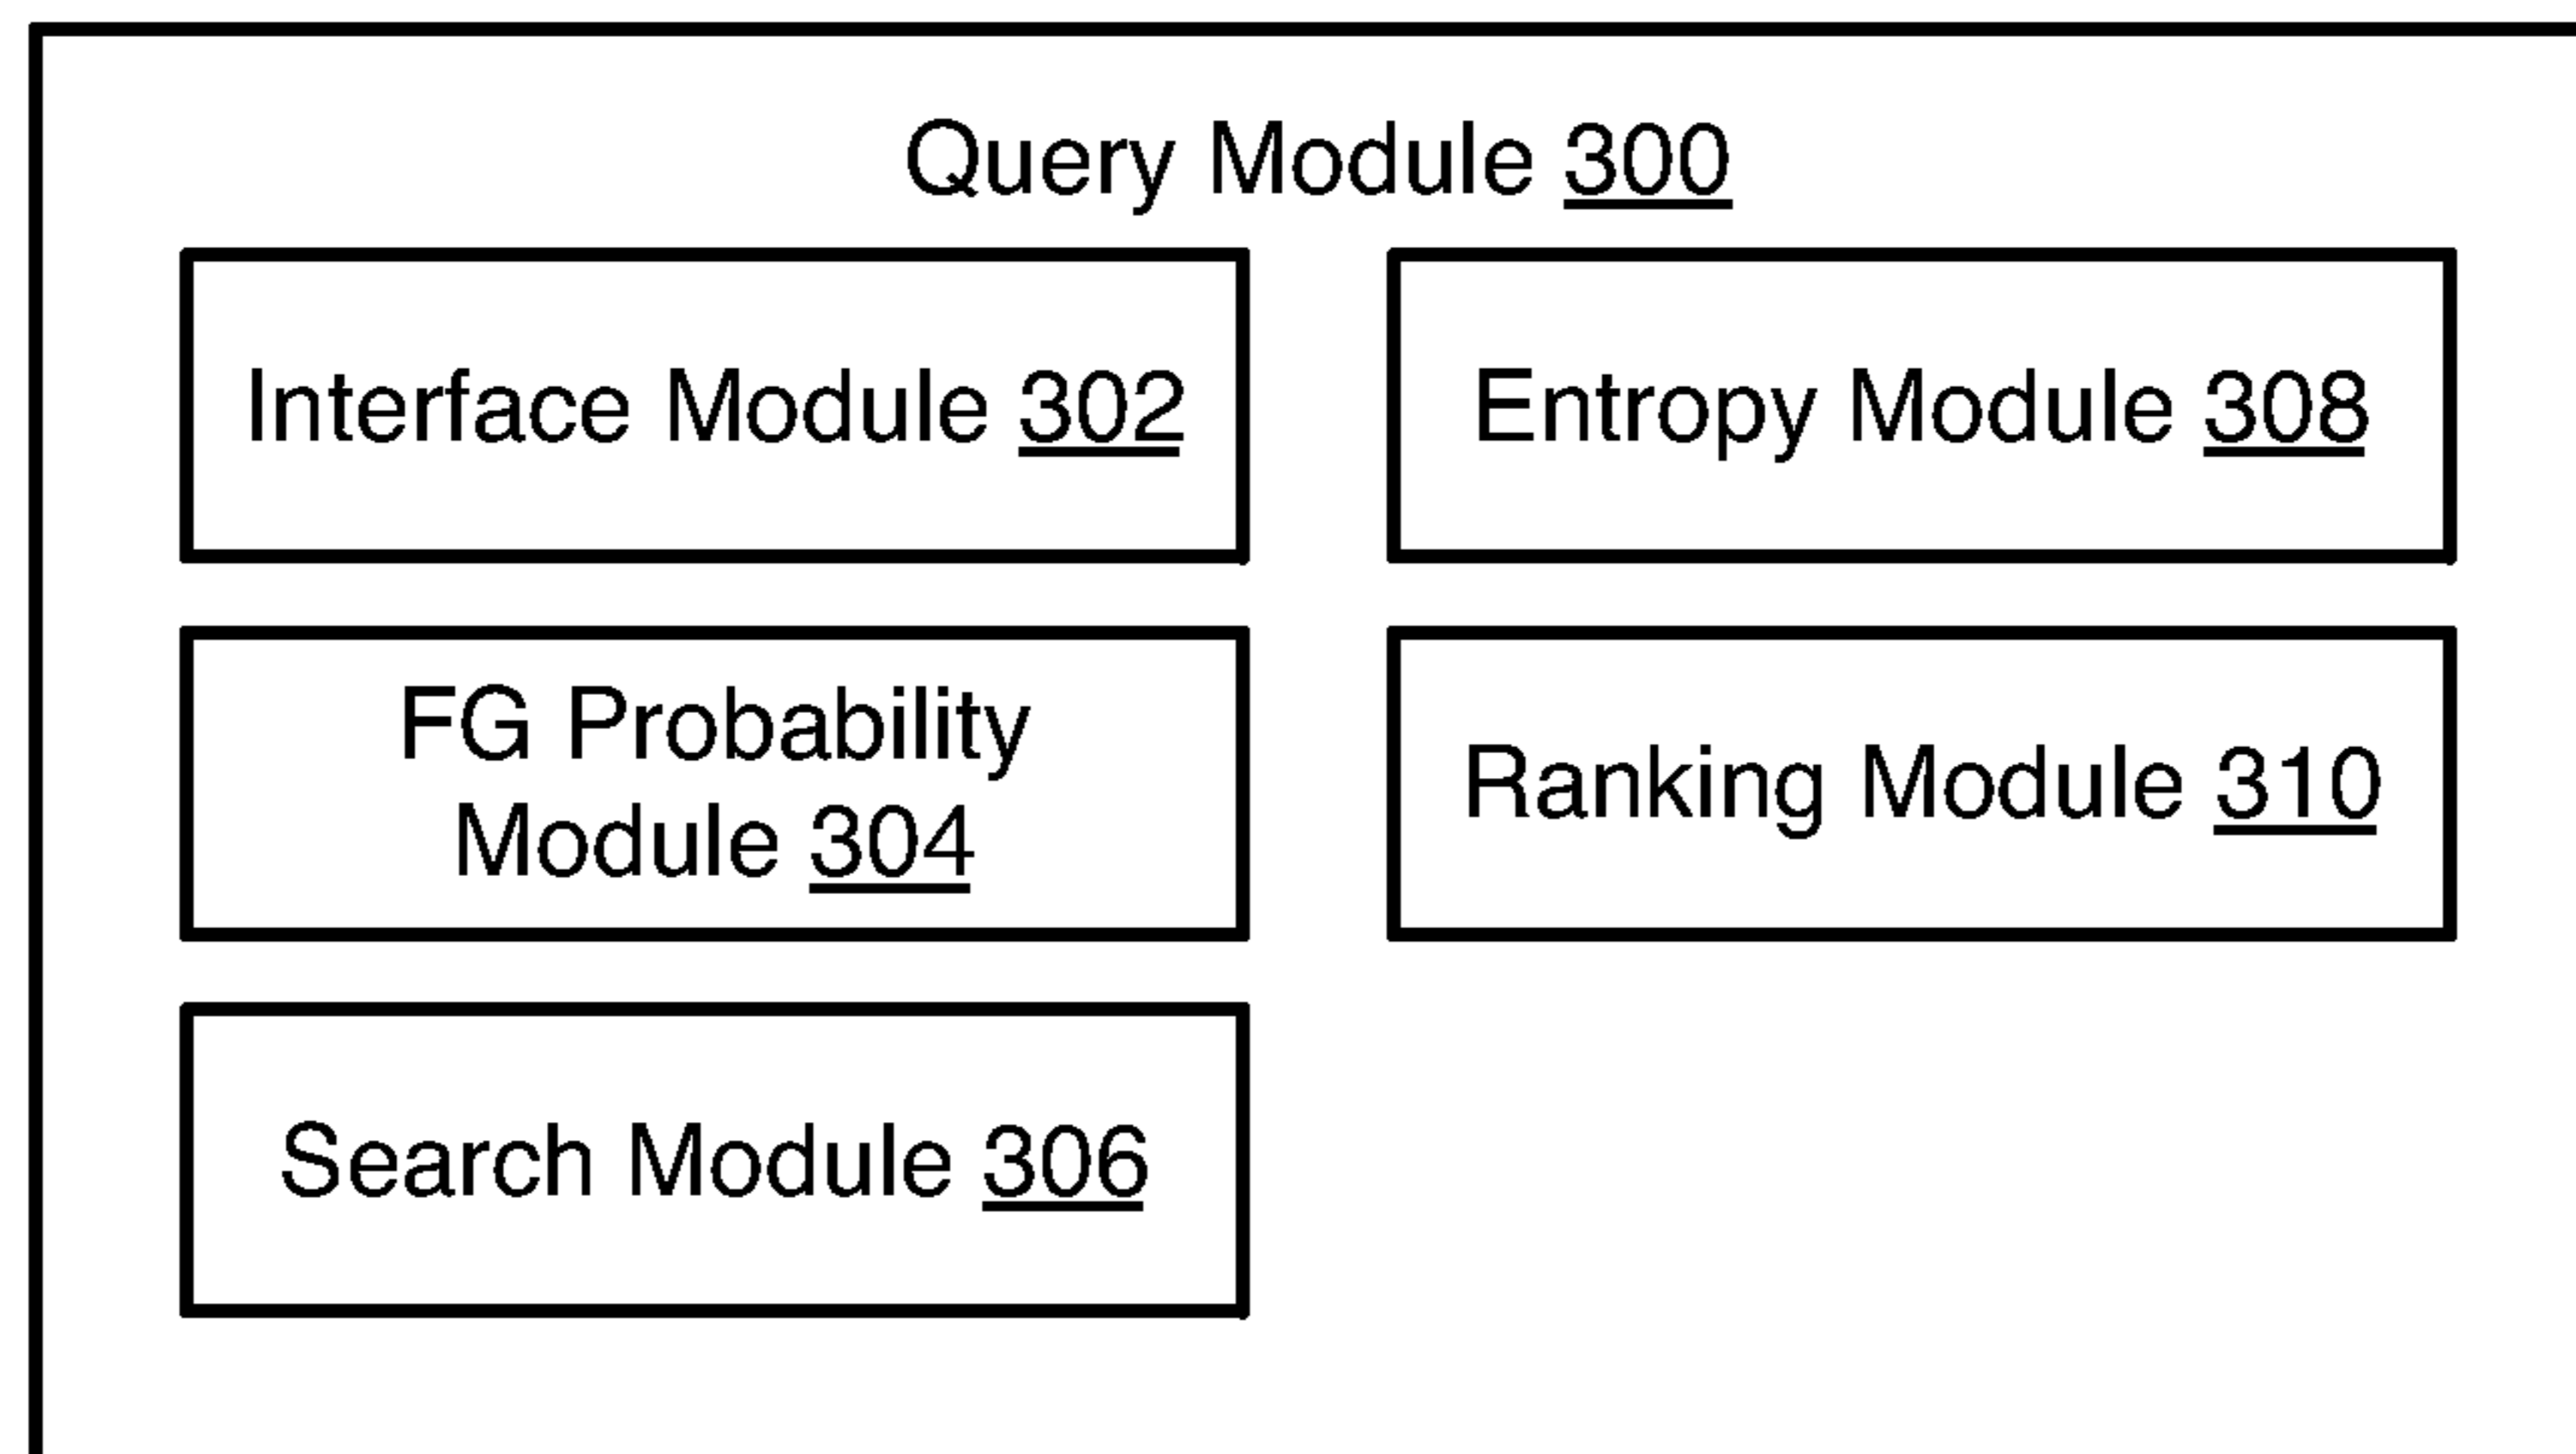 Query Module 300
Interface Module 302
FG Probability
Module 304
Search Module 306
Entropy Module 308
Ranking Module 310